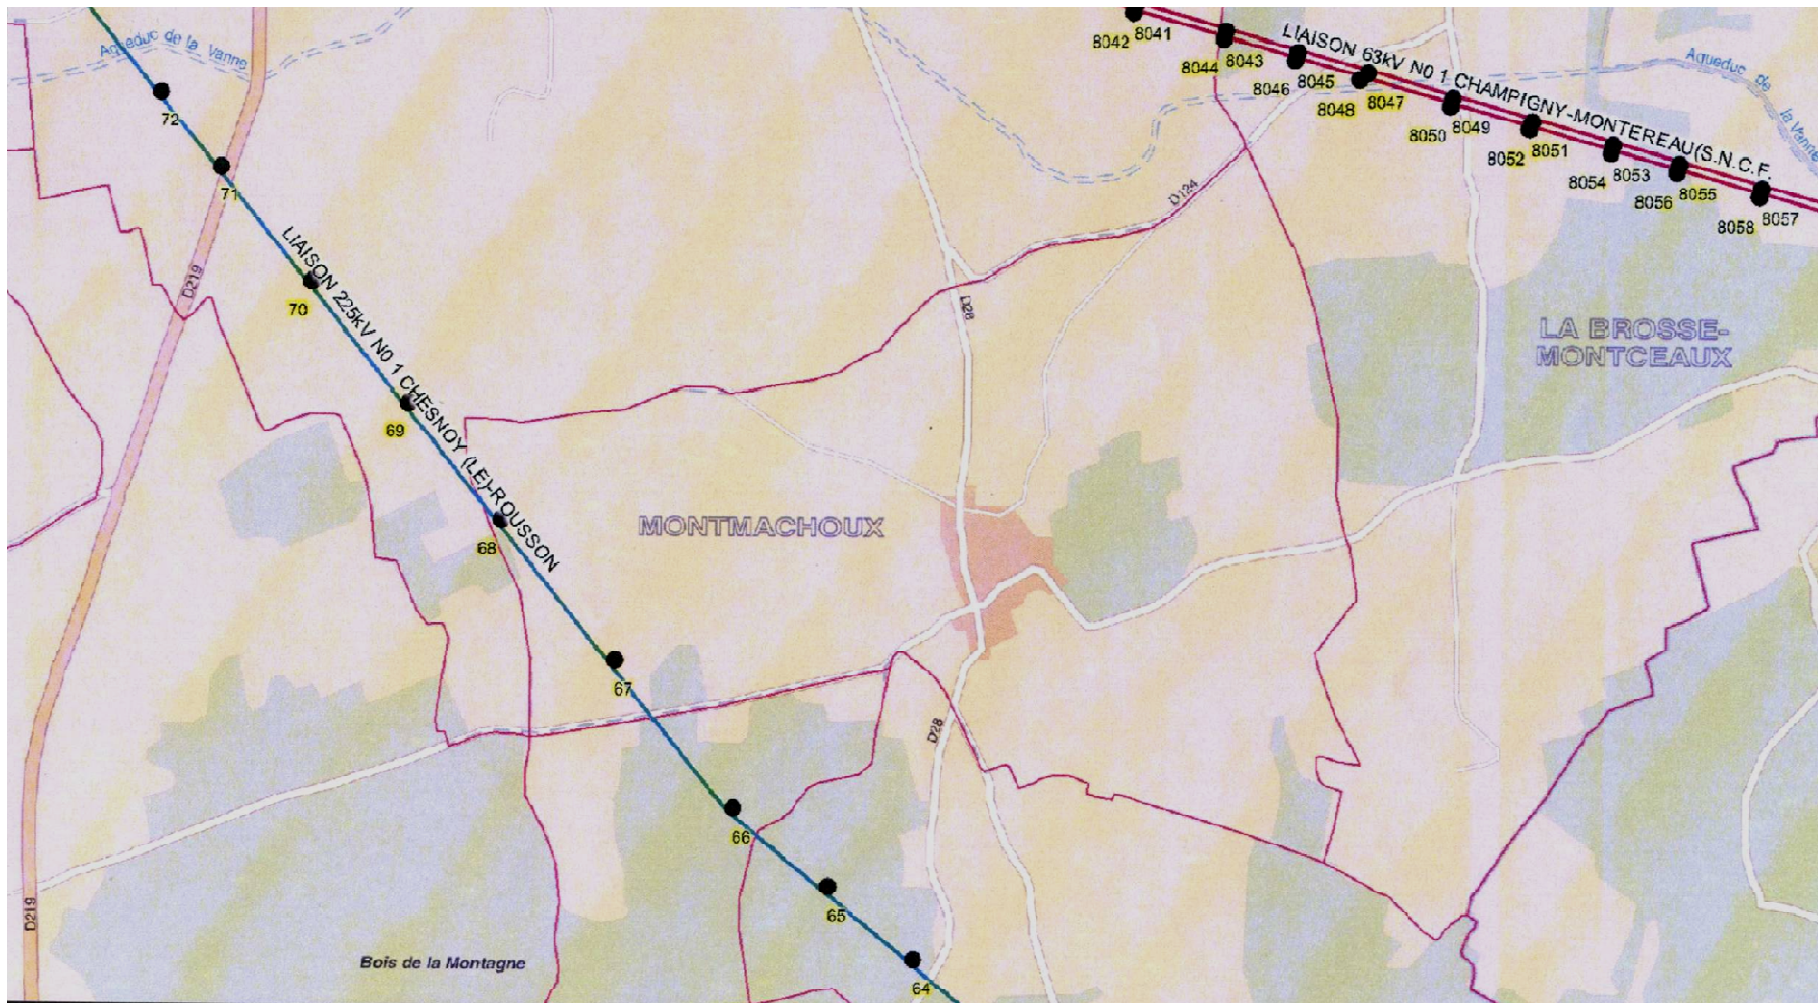 8042
8041
8044
8043
8046
8045
8048
8047
8050
8049
8052
8051
8054
8053
8056
8055
8058
8057
LIAISON 63kV N0 1 CHAMPIGNY-MONTEREAU(S.N.C.F.
Aqueduc de la Vanne
Aqueduc de la Vanne
72
71
D219
D124
LIAISON 225kV N0 1 CHESNOY (LE)-ROUSSON
70
D28
LA BROSSE-
MONTCEAUX
69
68
MONTMACHOUX
67
D28
66
65
D219
Bois de la Montagne
64